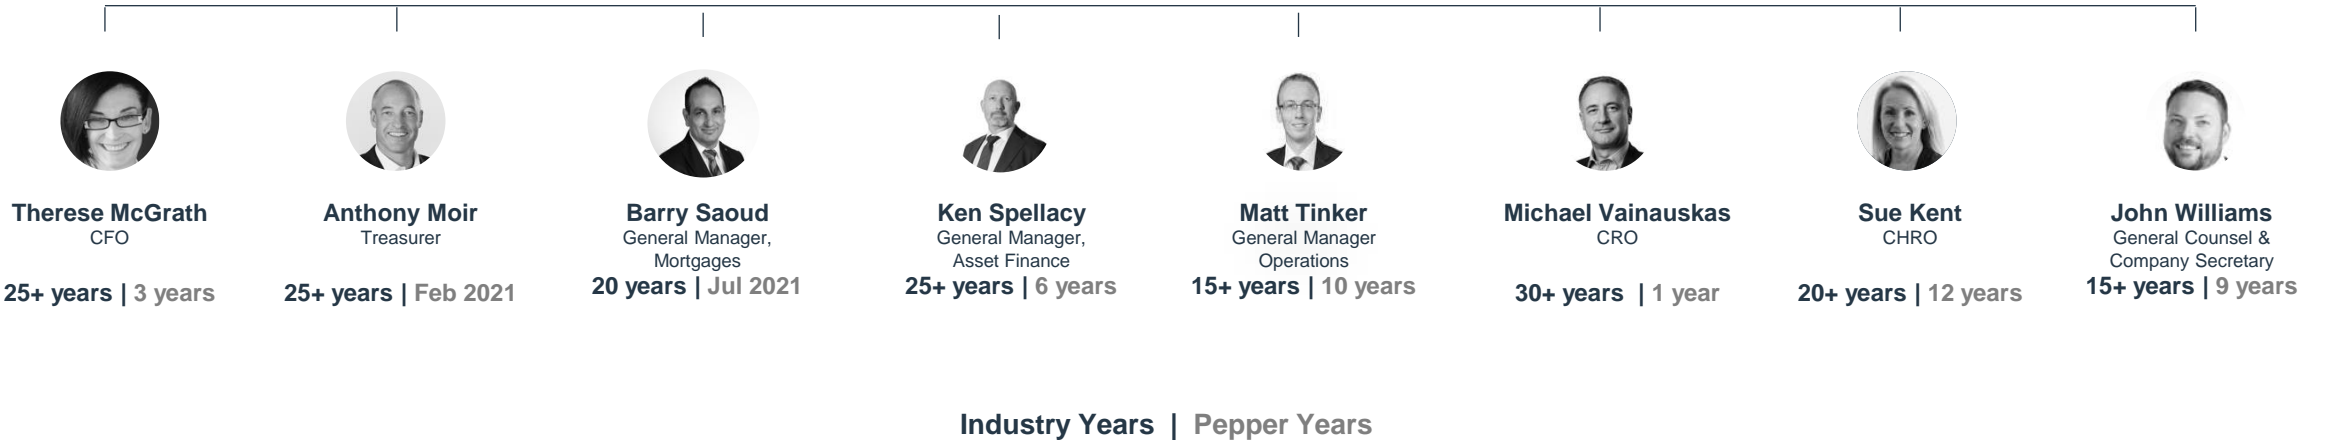 Therese McGrath
CFO
25+ years | 3 years
Anthony Moir
Treasurer
25+ years | Feb 2021
Barry Saoud
General Manager,
Mortgages
20 years | Jul 2021
Ken Spellacy
General Manager,
Asset Finance
25+ years | 6 years
Matt Tinker
General Manager
Operations
15+ years | 10 years
Michael Vainauskas
CRO
30+ years | 1 year
Sue Kent
CHRO
20+ years | 12 years
John Williams
General Counsel &
Company Secretary
15+ years | 9 years
Industry Years | Pepper Years